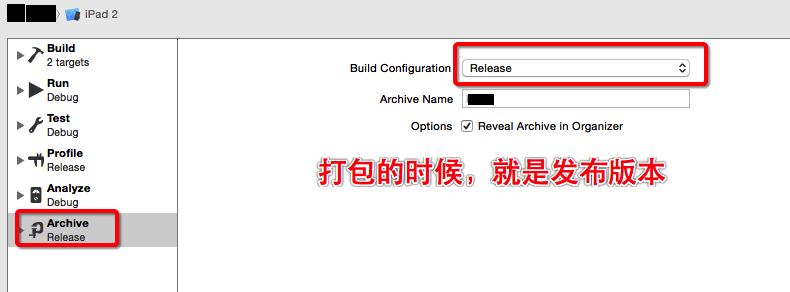 iPad 2
Build
2 targets
Run
Debug
Test
Debug
Profile
Release
Analyze
Debug
Archive
Release
Build Configuration Release
Archive Name
Options Reveal Archive in Organizer
打包的时候，就是发布版本